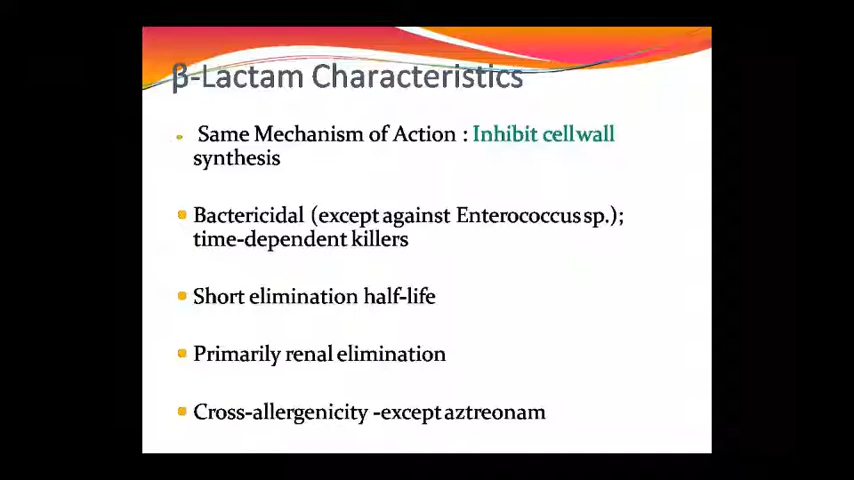 β-Lactam Characteristics
Same Mechanism of Action : Inhibit cell wall
synthesis
Bactericidal (except against Enterococcus sp.);
time-dependent killers
Short elimination half-life
Primarily renal elimination
Cross-allergenicity -except aztreonam